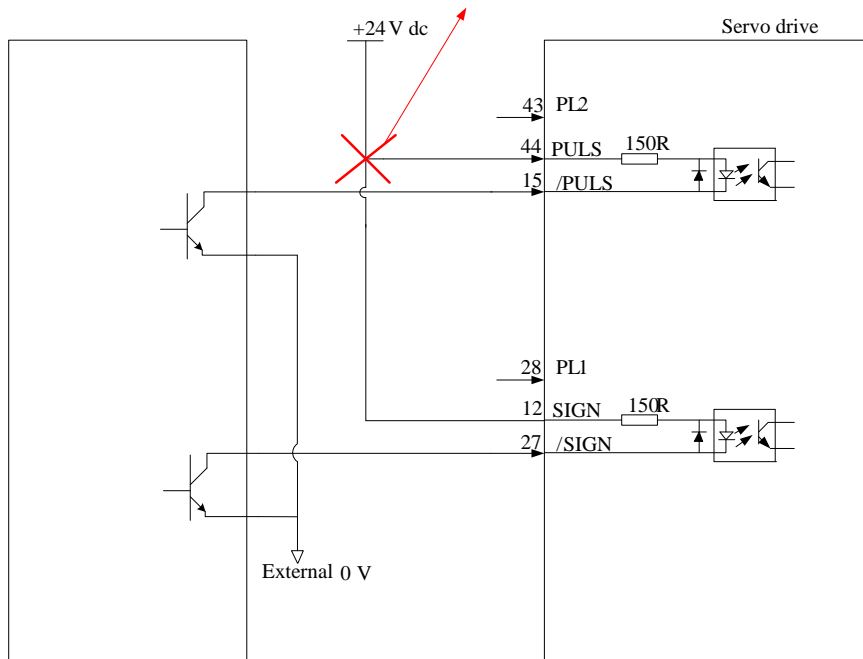 +24V dc
Servo drive
43 PL2
44 PULS 150R
15 /PULS
28 PL1
12 SIGN 150R
27 /SIGN
External 0 V